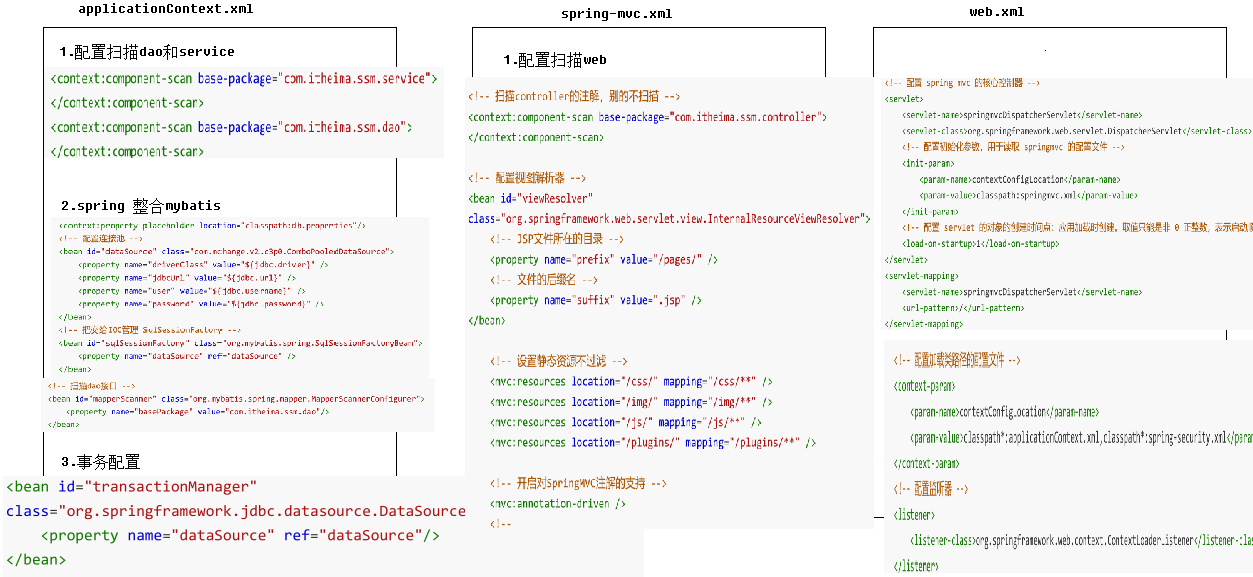 applicationContext.xml
1.配置扫描dao和service
<context:component-scan base-package="com.itheima.ssm.service">
</context:component-scan>
<context:component-scan base-package="com.itheima.ssm.dao">
</context:component-scan>
2.spring 整合mybatis
<context:property placeholder location="classpath:db.properties"/>
<!-- 配置连接池 -->
<bean id="dataSource" class="com.mchange.v2.c3p0.ComboPooledDataSource">
<property name="driverClass" value="${jdbc.driver}" />
<property name="jdbcUrl" value="${jdbc.url}" />
<property name="user" value="${jdbc.username}" />
<property name="password" value="${jdbc.password}" />
</bean>
<!-- 把交给IOC管理 SqlSessionFactory -->
<bean id="sqlSessionFactory" class="org.mybatis.spring.SqlSessionFactoryBean">
<property name="dataSource" ref="dataSource" />
</bean>
<!-- 扫描dao接口 -->
<bean id="mapperScanner" class="org.mybatis.spring.mapper.MapperScannerConfigurer">
<property name="basePackage" value="com.itheima.ssm.dao"/>
</bean>
3.事务配置
<bean id="transactionManager"
class="org.springframework.jdbc.datasource.DataSource
<property name="dataSource" ref="dataSource"/>
</bean>
spring-mvc.xml
1.配置扫描web
<!-- 扫描controller的注解，别的不扫描 -->
<context:component-scan base-package="com.itheima.ssm.controller">
</context:component-scan>
<!-- 配置视图解析器 -->
<bean id="viewResolver"
class="org.springframework.web.servlet.view.InternalResourceViewResolver">
<!-- JSP文件所在的目录 -->
<property name="prefix" value="/pages/" />
<!-- 文件的后缀名 -->
<property name="suffix" value=".jsp" />
</bean>
<!-- 设置静态资源不过滤 -->
<mvc:resources location="/css/" mapping="/css/**" />
<mvc:resources location="/img/" mapping="/img/**" />
<mvc:resources location="/js/" mapping="/js/**" />
<mvc:resources location="/plugins/" mapping="/plugins/**" />
<!-- 开启对SpringMVC注解的支持 -->
<mvc:annotation-driven />
<!--
web.xml
<!-- 配置 spring mvc 的核心控制器 -->
<servlet>
<servlet-name>springmvcDispatcherServlet</servlet-name>
<servlet-class>org.springframework.web.servlet.DispatcherServlet</servlet-class>
<!-- 配置初始化参数，用于读取 springmvc 的配置文件 -->
<init-param>
<param-name>contextConfigLocation</param-name>
<param-value>classpath:springmvc.xml</param-value>
</init-param>
<!-- 配置 servlet 的对象的创建时间点：应用加载时创建。取值只能是非 0 正整数，表示启动
<load-on-startup>1</load-on-startup>
</servlet>
<servlet-mapping>
<servlet-name>springmvcDispatcherServlet</servlet-name>
<url-pattern>/</url-pattern>
</servlet-mapping>
<!-- 配置加载类路径的配置文件 -->
<context-param>
<param-name>contextConfigLocation</param-name>
<param-value>classpath*:applicationContext.xml,classpath*:spring-security.xml</param
</context-param>
<!-- 配置监听器 -->
<listener>
<listener-class>org.springframework.web.context.ContextLoaderListener</listener-clas
</listener>